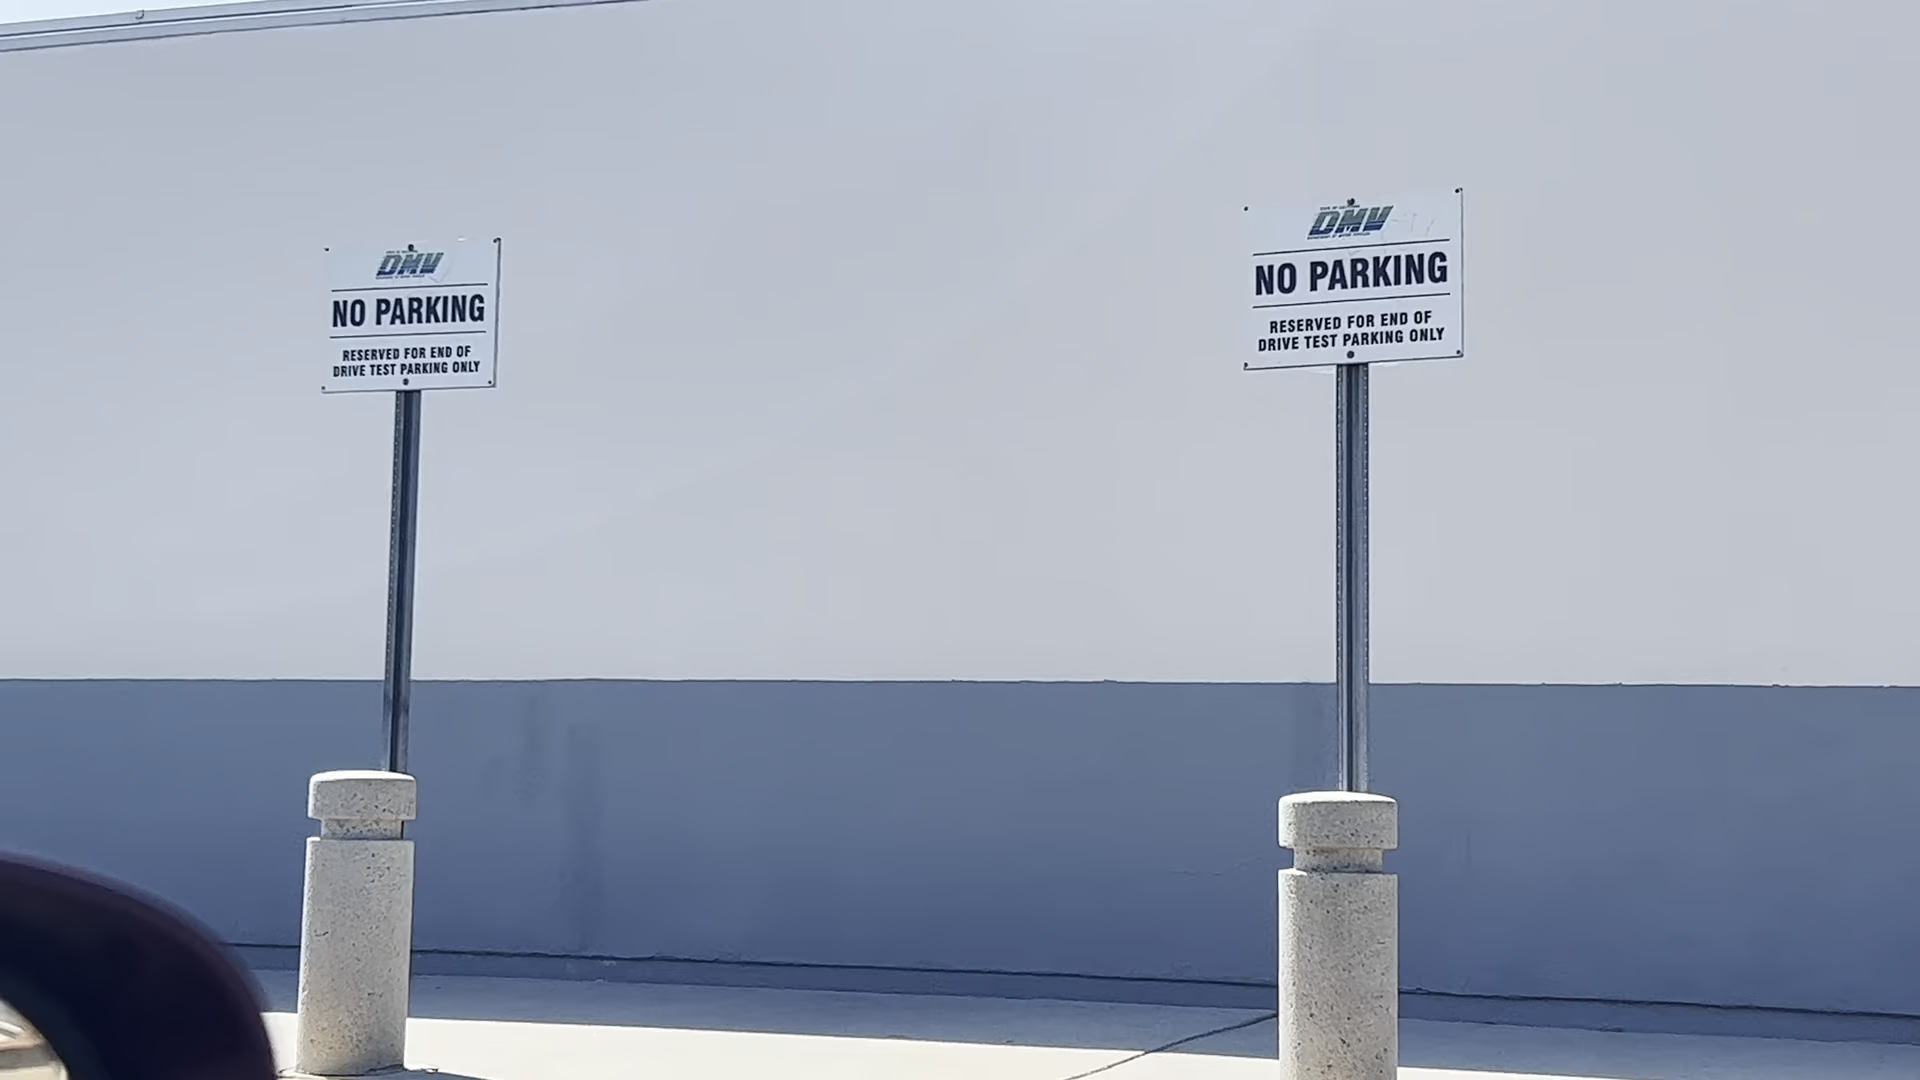 DMV
NO PARKING
RESERVED FOR END OF
DRIVE TEST PARKING ONLY
DMV
NO PARKING
RESERVED FOR END OF
DRIVE TEST PARKING ONLY